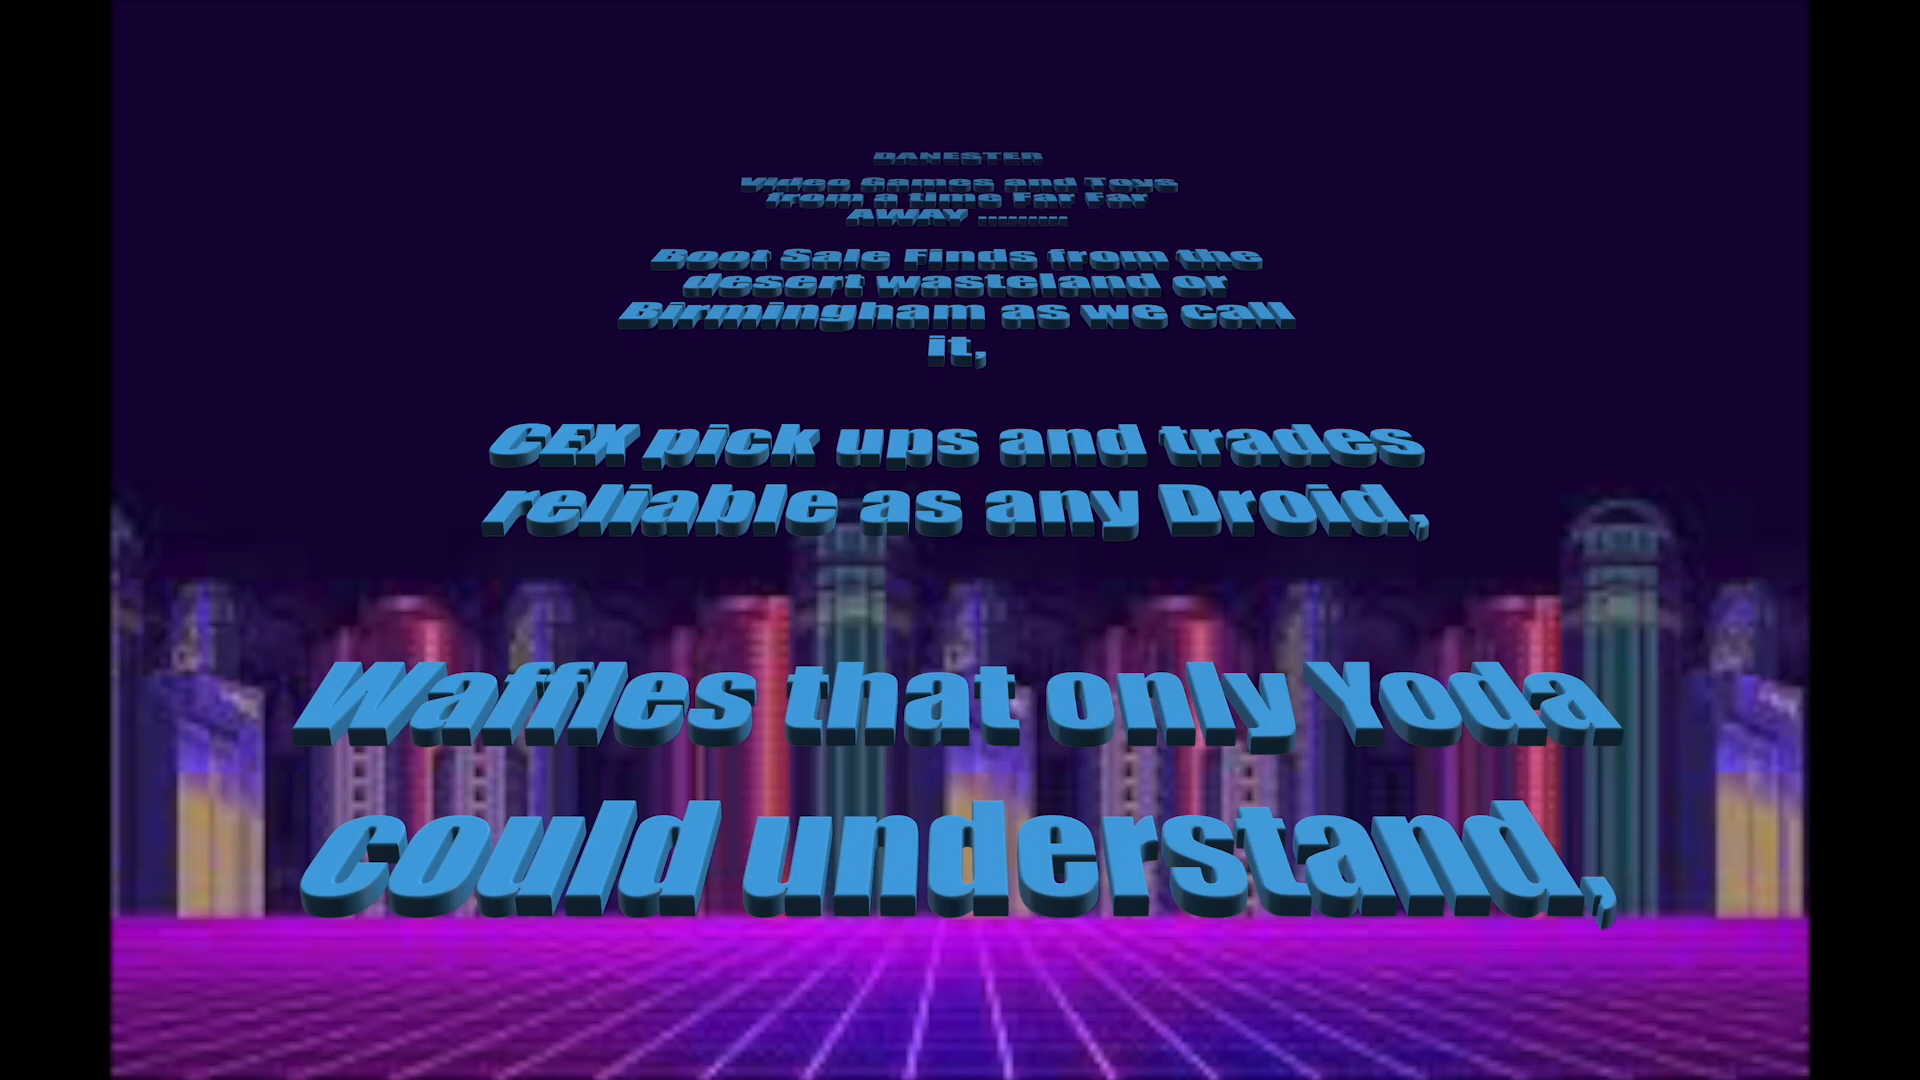 DANESTER
Video Games and Toys
from a time Far Far
AWAY ............
Boot Sale Finds from the
desert wasteland or
Birmingham as we call
it,
CEX pick ups and trades
reliable as any Droid,
Waffles that only Yoda
could understand,